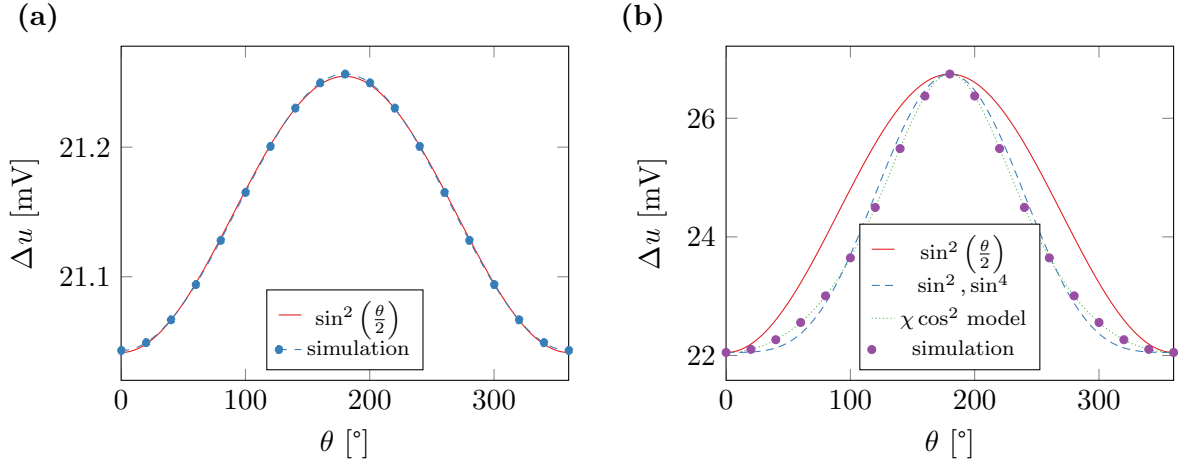 (a)
21.2
21.1
Δu [mV]
0
100
200
300
θ [°]
sin² (θ/2)
simulation
(b)
26
24
22
Δu [mV]
0
100
200
300
θ [°]
sin² (θ/2)
sin² , sin⁴
χ cos² model
simulation